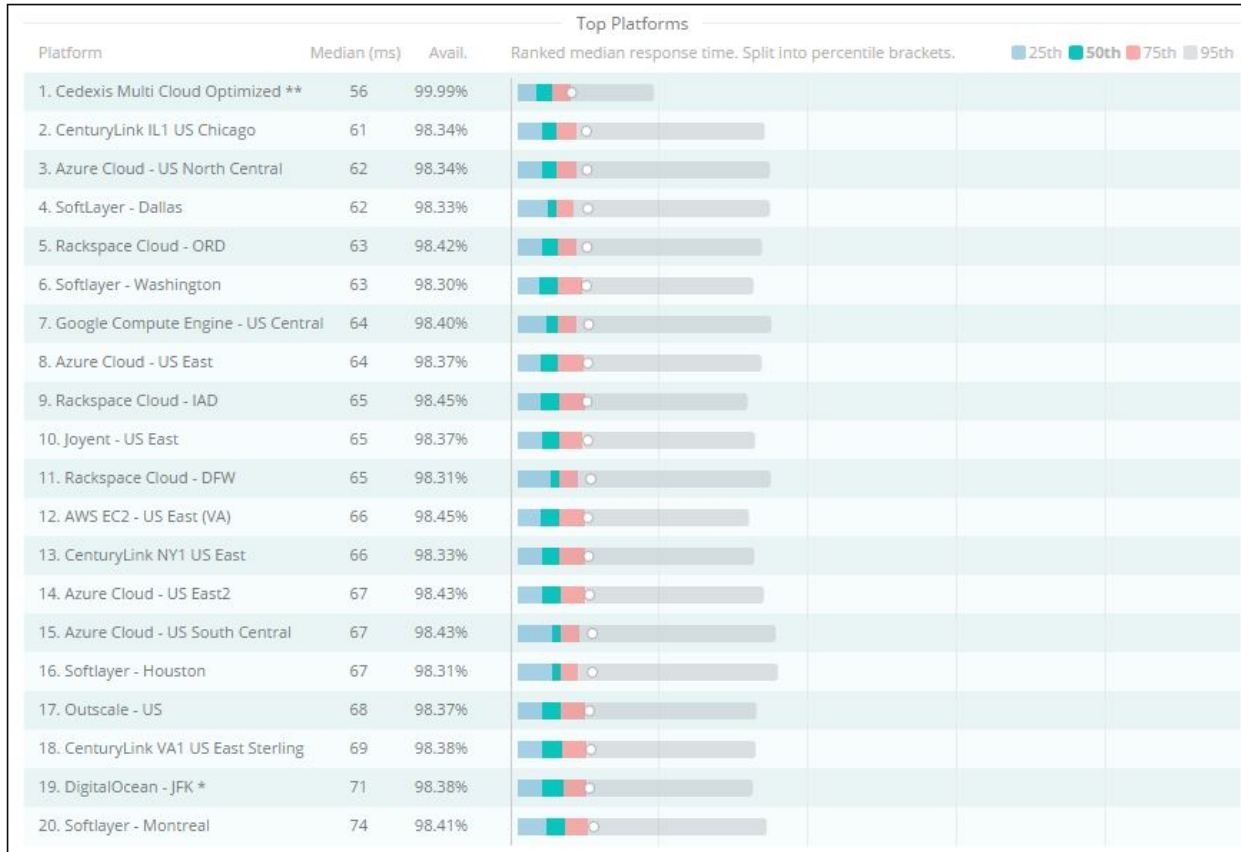 Top Platforms
Platform Median (ms) Avail. Ranked median response time. Split into percentile brackets. 25th 50th 75th 95th
1. Cedexis Multi Cloud Optimized ** 56 99.99%
2. CenturyLink IL1 US Chicago 61 98.34%
3. Azure Cloud - US North Central 62 98.34%
4. SoftLayer - Dallas 62 98.33%
5. Rackspace Cloud - ORD 63 98.42%
6. Softlayer - Washington 63 98.30%
7. Google Compute Engine - US Central 64 98.40%
8. Azure Cloud - US East 64 98.37%
9. Rackspace Cloud - IAD 65 98.45%
10. Joyent - US East 65 98.37%
11. Rackspace Cloud - DFW 65 98.31%
12. AWS EC2 - US East (VA) 66 98.45%
13. CenturyLink NY1 US East 66 98.33%
14. Azure Cloud - US East2 67 98.43%
15. Azure Cloud - US South Central 67 98.43%
16. Softlayer - Houston 67 98.31%
17. Outscale - US 68 98.37%
18. CenturyLink VA1 US East Sterling 69 98.38%
19. DigitalOcean - JFK * 71 98.38%
20. Softlayer - Montreal 74 98.41%